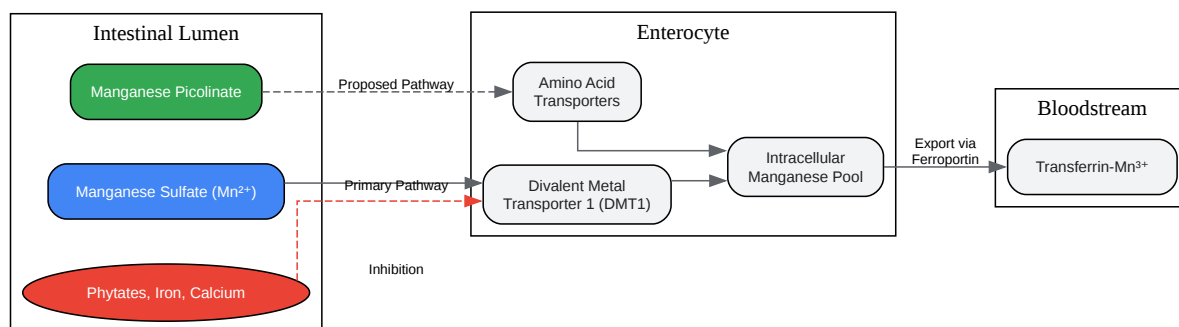 Intestinal Lumen
Manganese Picolinate
Manganese Sulfate (Mn²⁺)
Phytates, Iron, Calcium
Proposed Pathway
Primary Pathway
Inhibition
Enterocyte
Amino Acid
Transporters
Divalent Metal
Transporter 1 (DMT1)
Intracellular
Manganese Pool
Export via
Ferroportin
Bloodstream
Transferrin-Mn³⁺